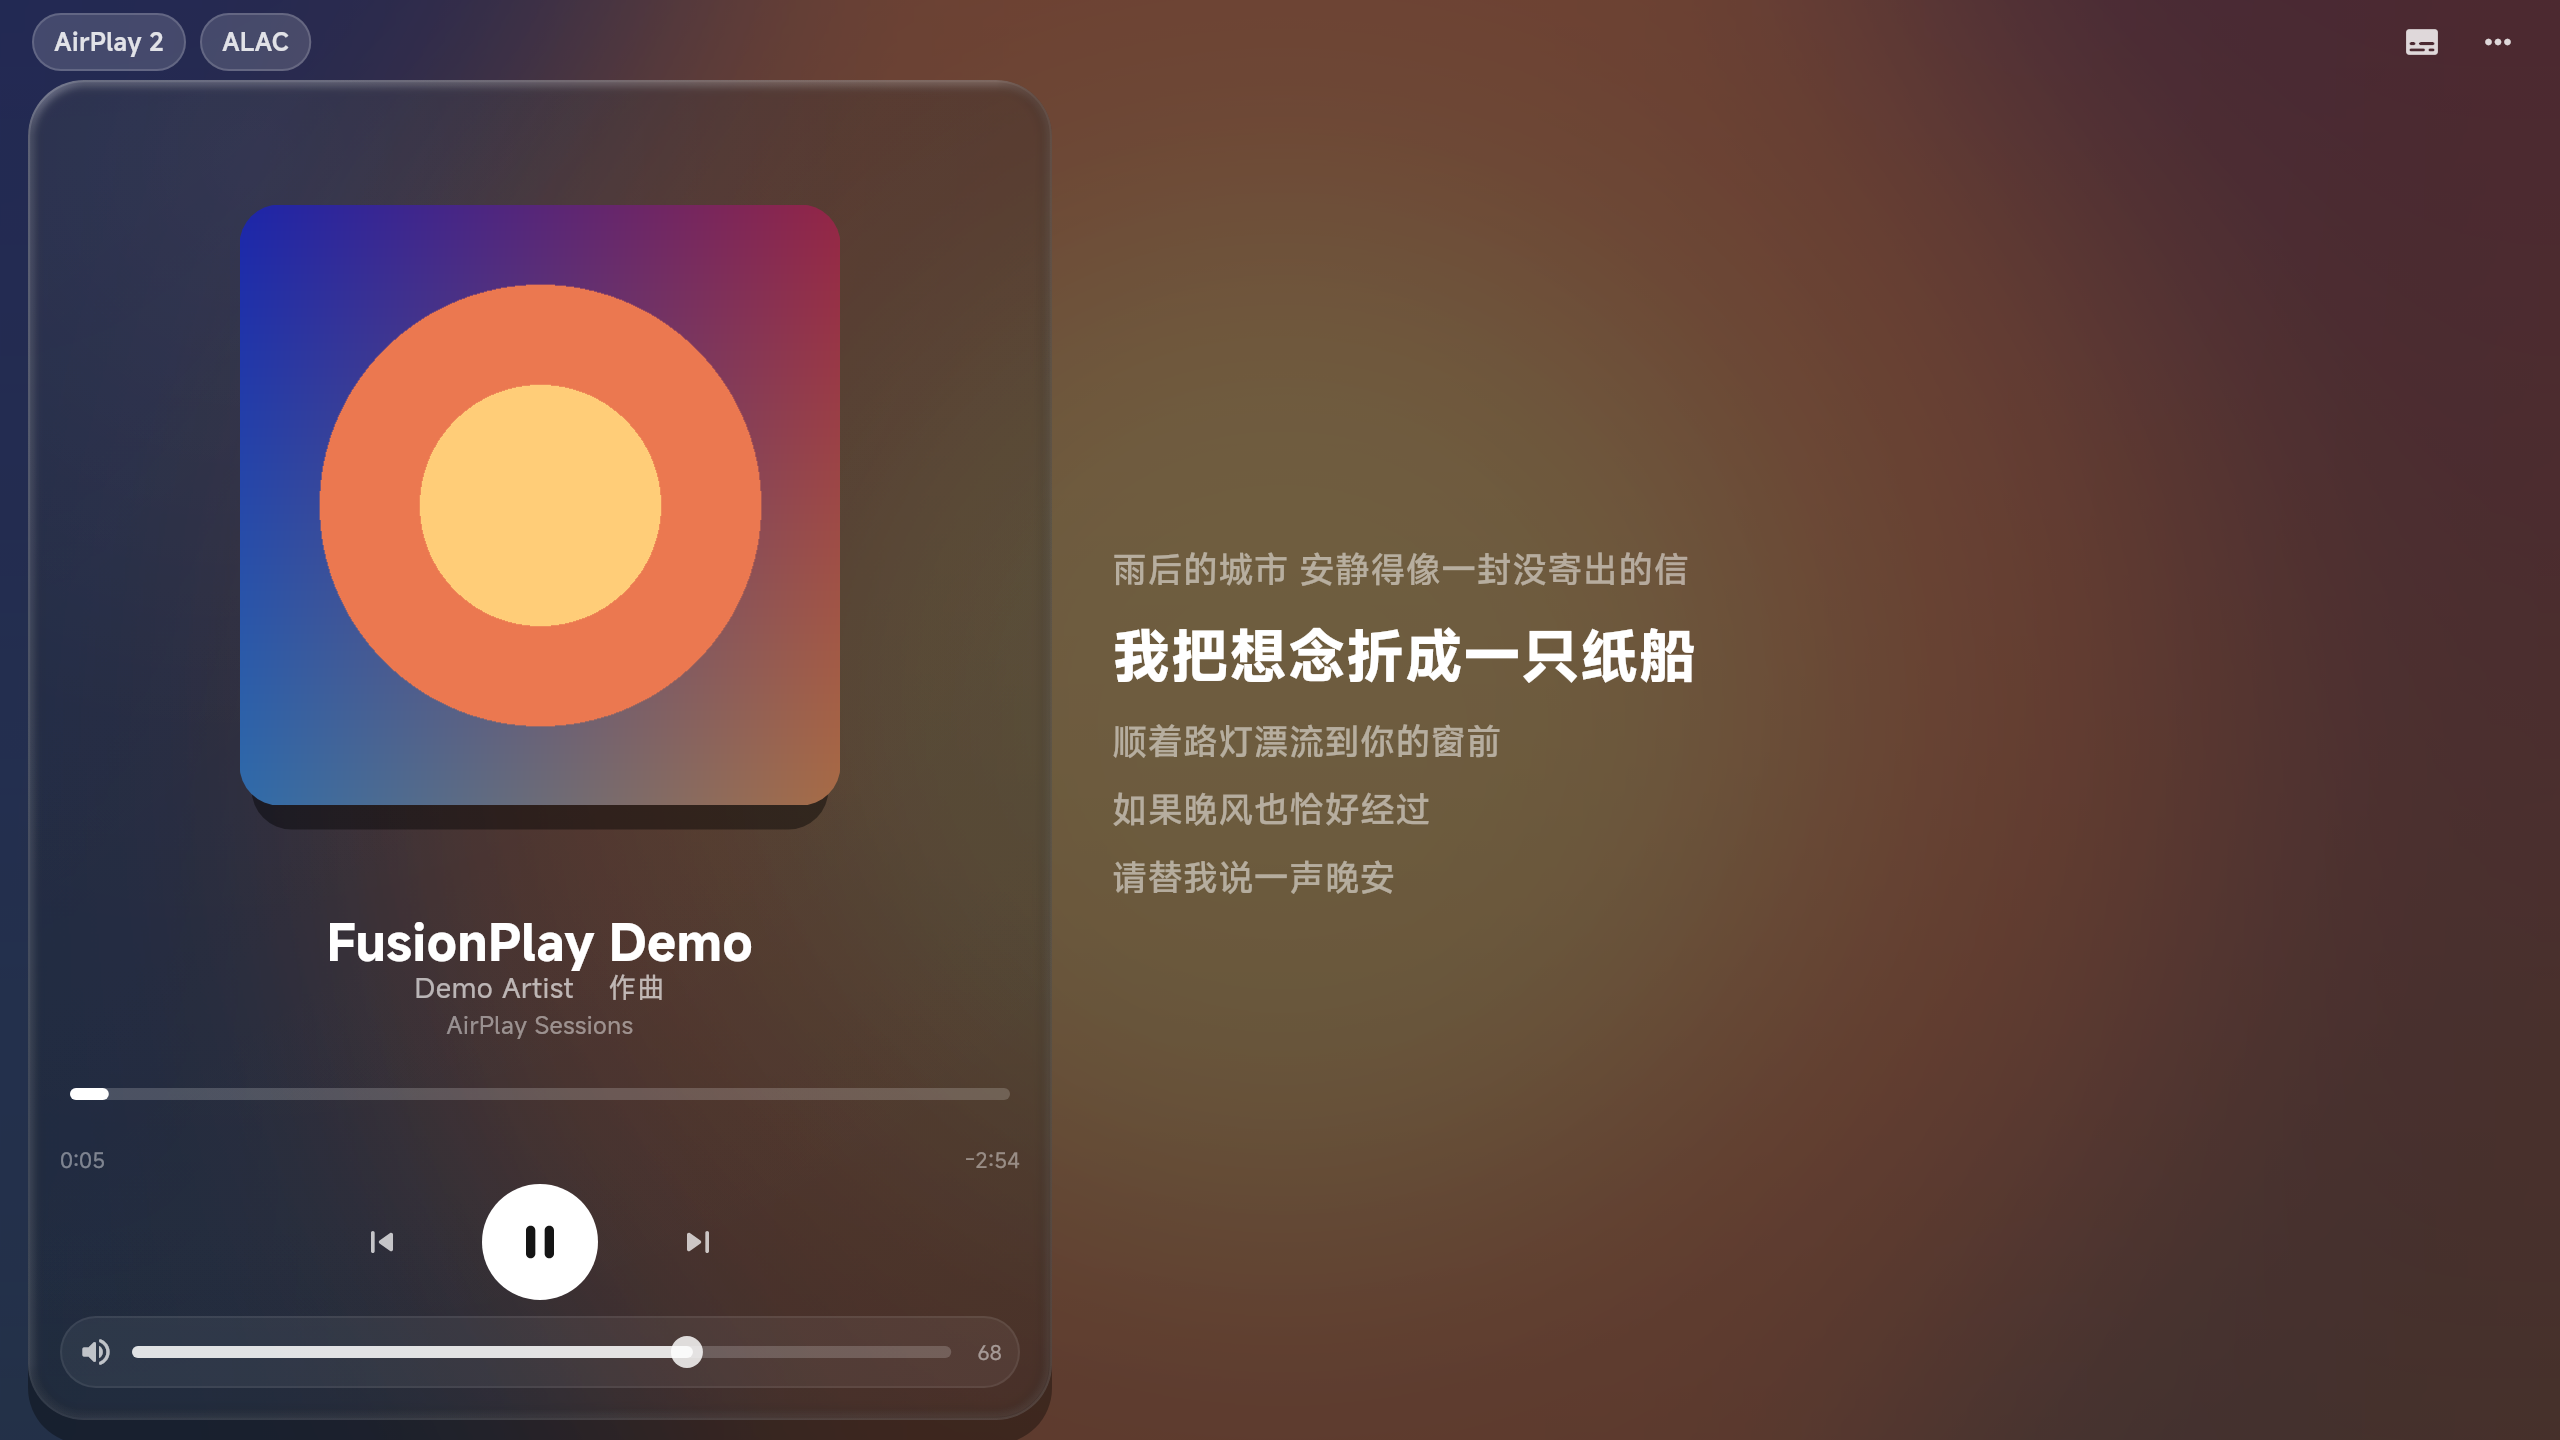 AirPlay 2 ALAC
FusionPlay Demo
Demo Artist 作曲
AirPlay Sessions
0:05 -2:54
68
雨后的城市 安静得像一封没寄出的信
我把想念折成一只纸船
顺着路灯漂流到你的窗前
如果晚风也恰好经过
请替我说一声晚安